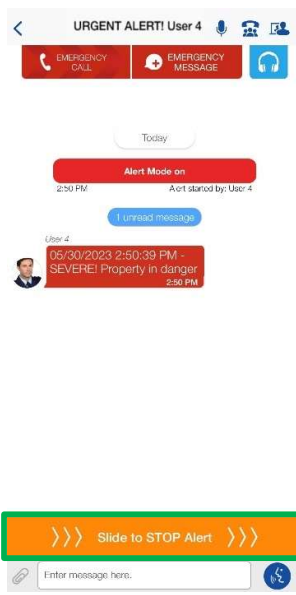 URGENT ALERT! User 4
EMERGENCY CALL
EMERGENCY MESSAGE
Today
Alert Mode on
2:50 PM
Alert started by: User 4
1 unread message
User 4
05/30/2023 2:50:39 PM -
SEVERE! Property in danger
2:50 PM
Slide to STOP Alert
Enter message here.